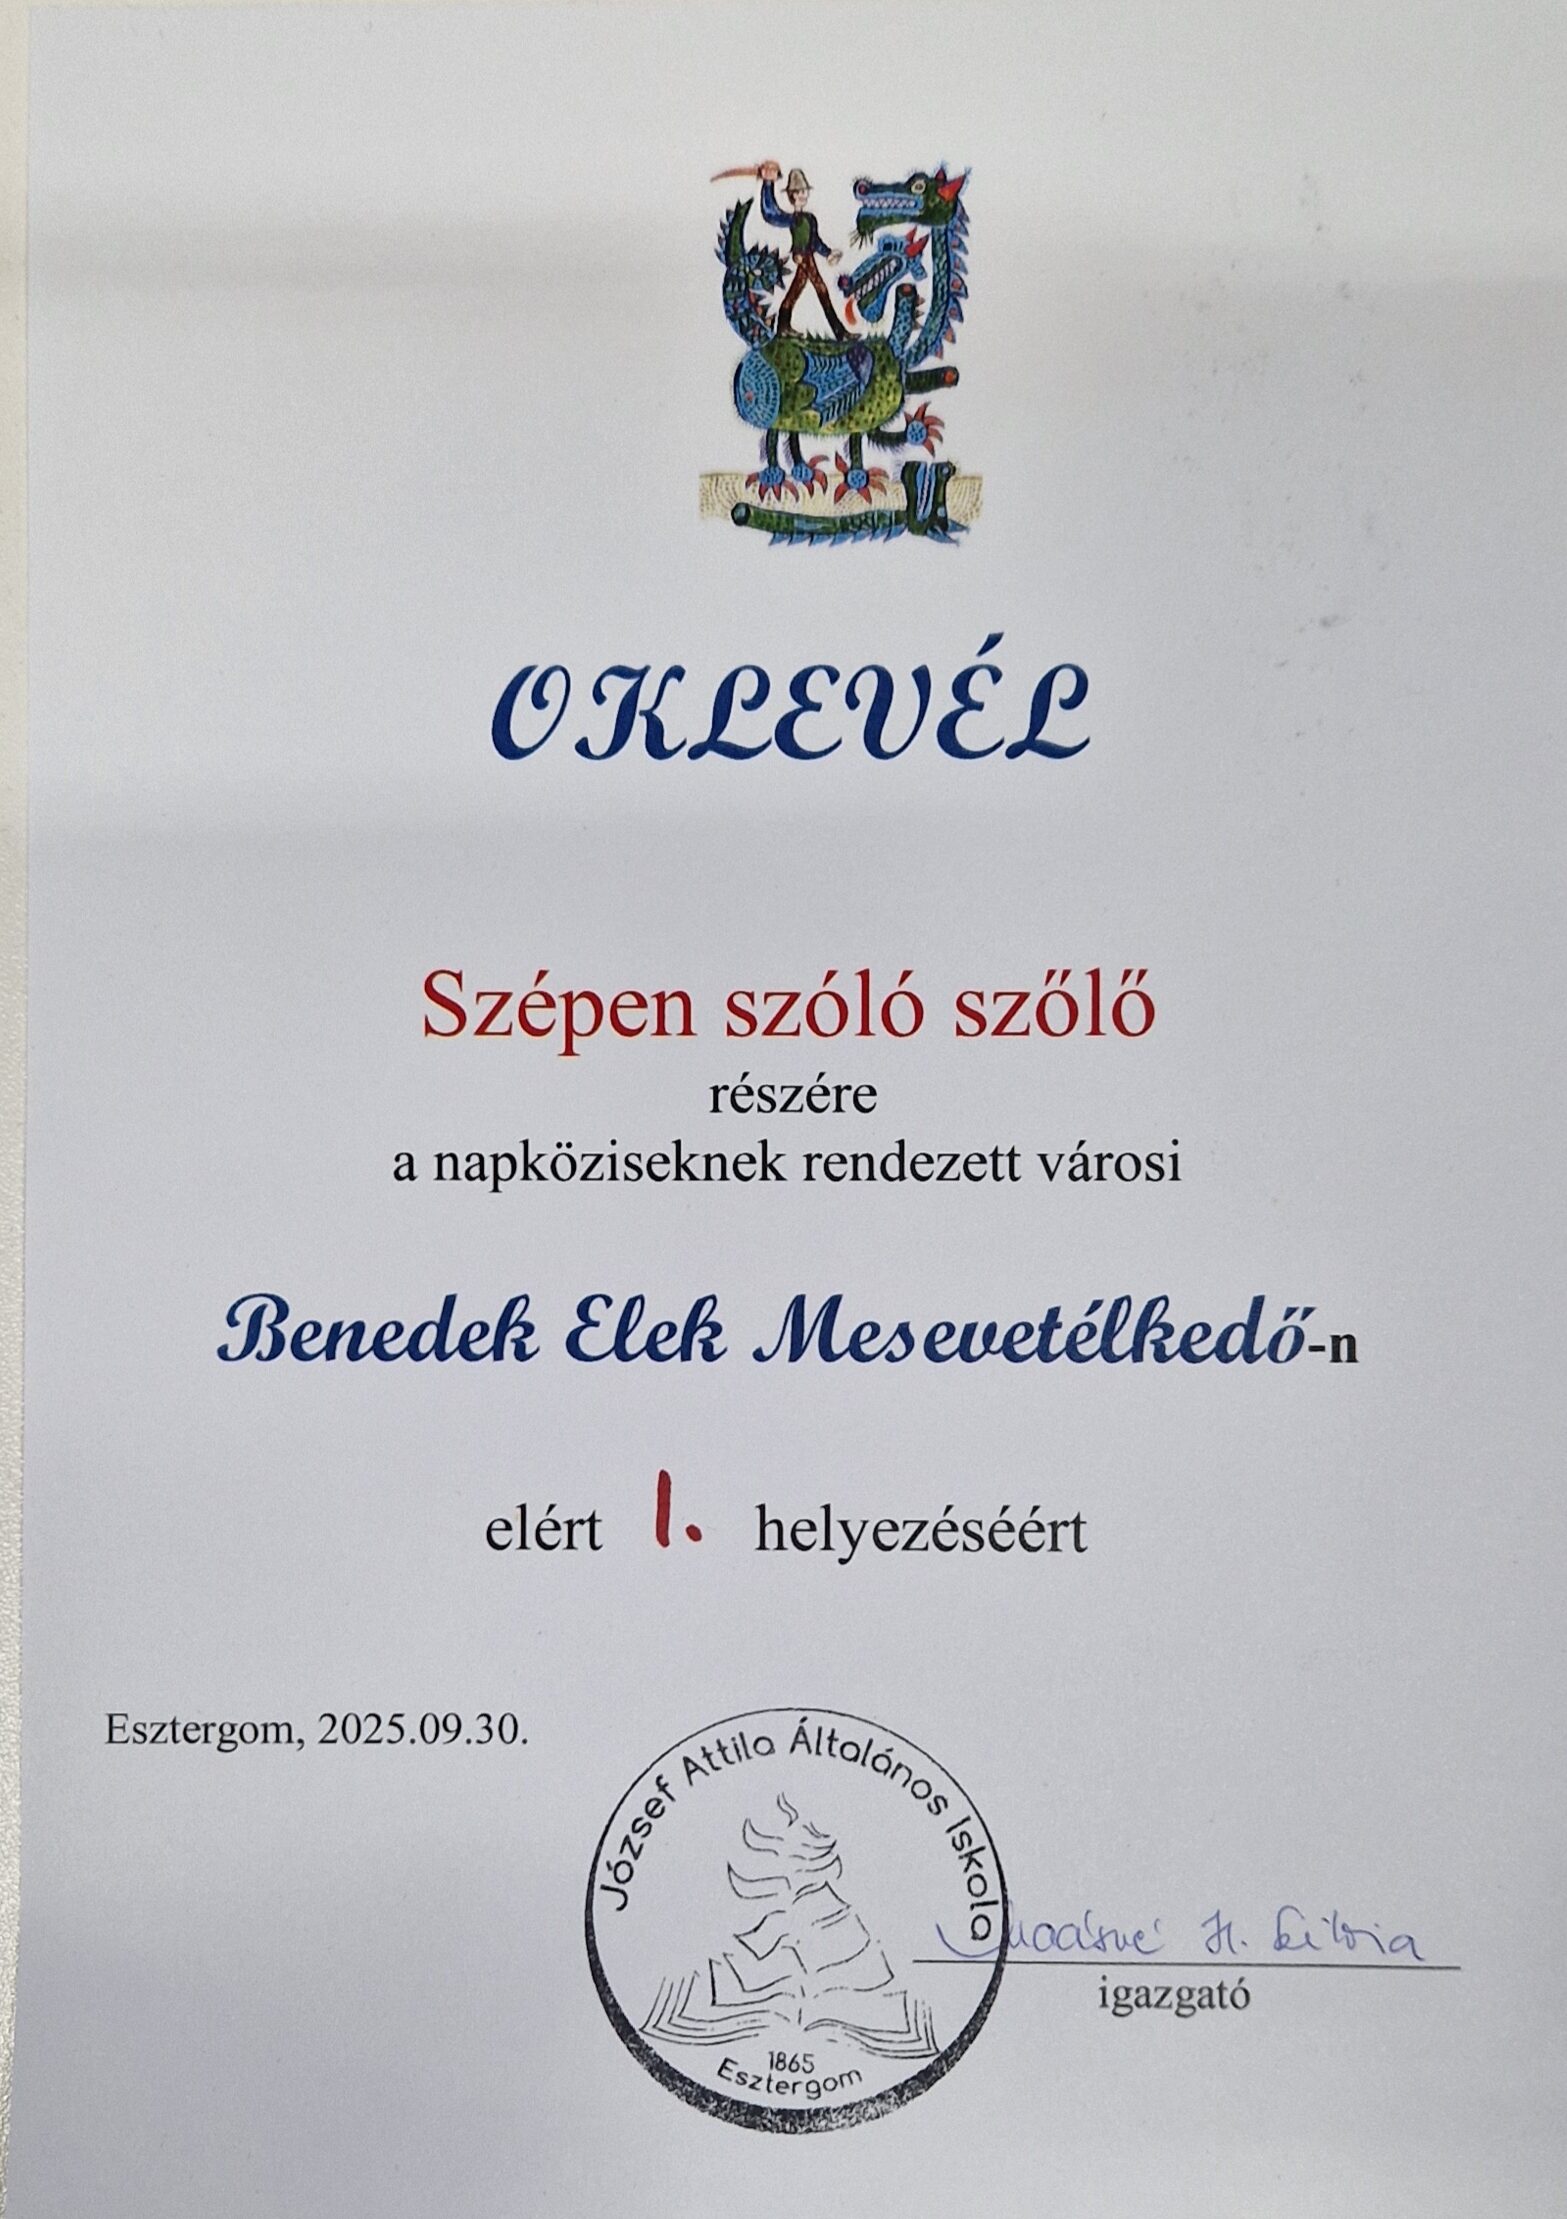 OKLEVÉL
Szépen szóló szőlő
részére
a napköziseknek rendezett városi
Benedek Elek Mesevetélkedő-n
elért 1. helyezéséért
Esztergom, 2025.09.30.
József Attila Általános Iskola
1865
Esztergom
H. Szilvia
igazgató